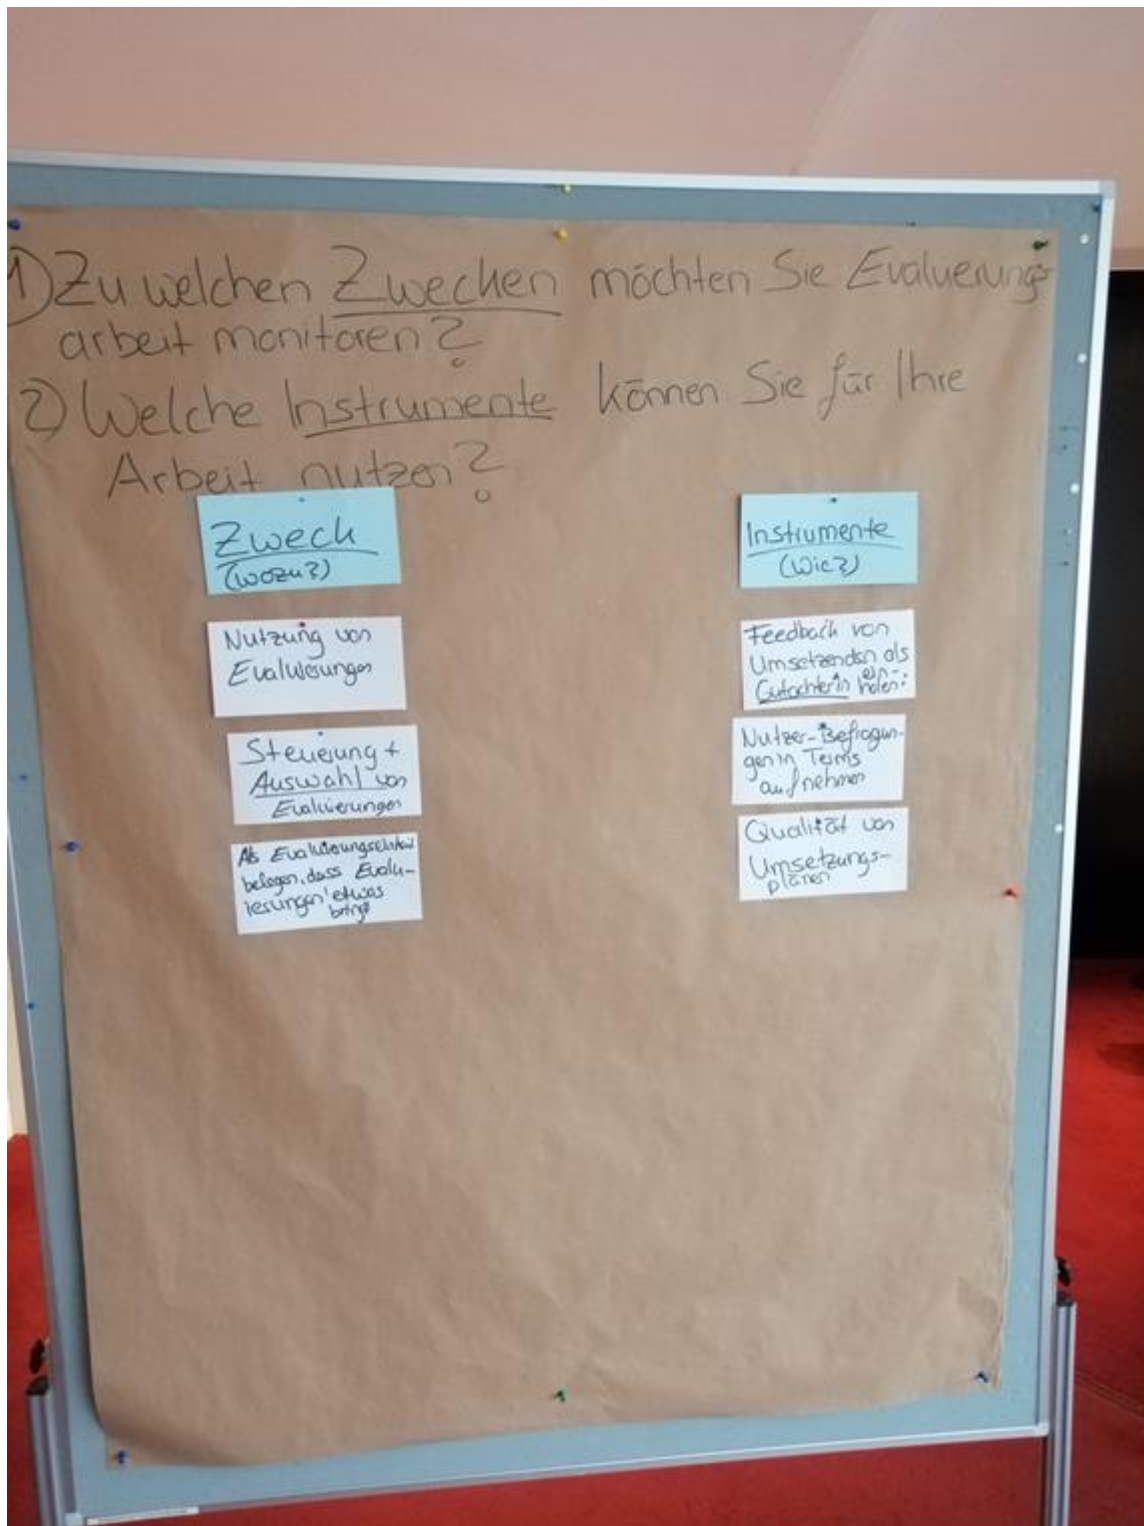 1) Zu welchen Zwecken möchten Sie Evaluierungs-
arbeit monitoren?
2) Welche Instrumente können Sie für Ihre
Arbeit nutzen?
Zweck
(wozu?)
Nutzung von
Evaluierungen
Steuerung +
Auswahl von
Evaluierungen
Als Evaluierungseinheit
belegen, dass Evalu-
ierungen etwas
bringt
Instrumente
(Wie?)
Feedback von
Umsetzenden als
GutachterIn ein-
holen
Nutzer-Befragun-
gen in Terms
aufnehmen
Qualität von
Umsetzungs-
plänen